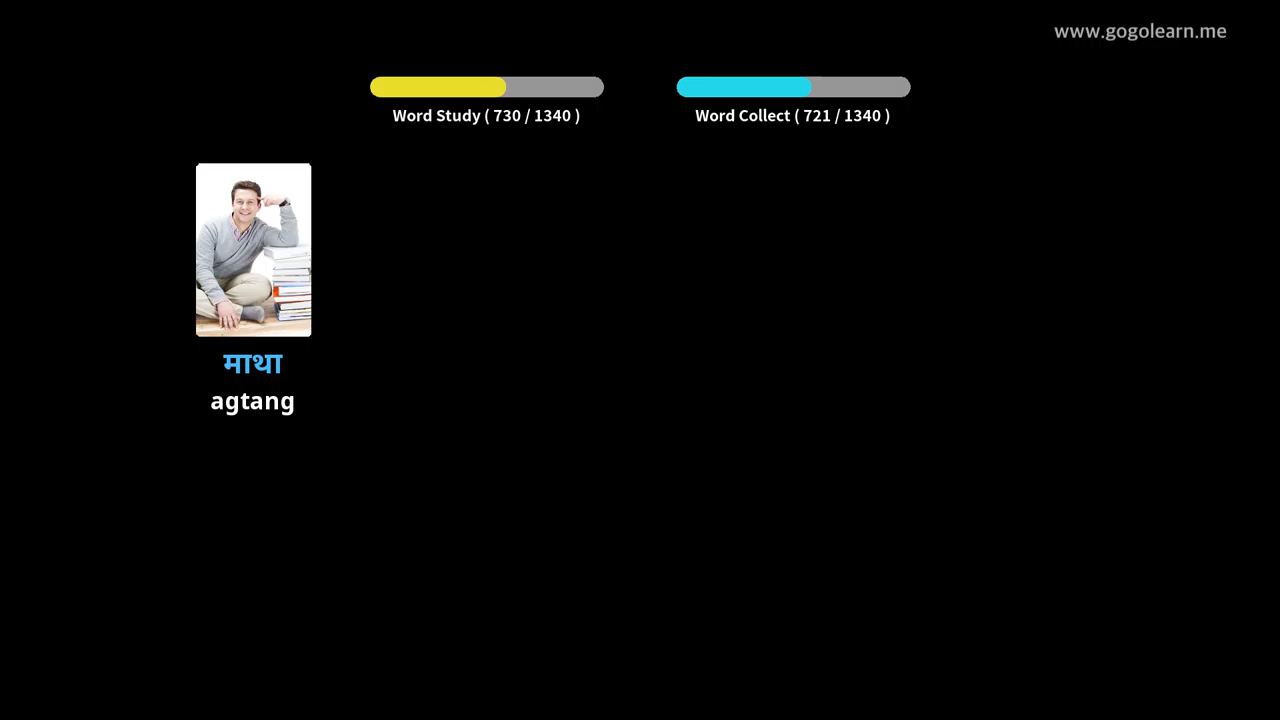 www.gogolearn.me
Word Study ( 730 / 1340 )
Word Collect ( 721 / 1340 )
माथा
agtang